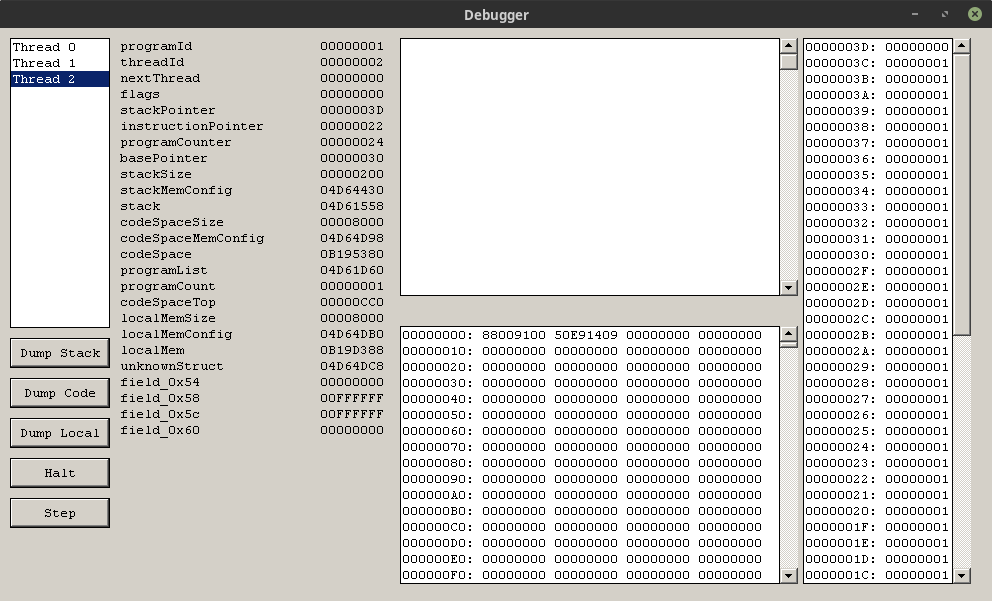 Debugger
Thread 0
Thread 1
Thread 2
Dump Stack
Dump Code
Dump Local
Halt
Step
programId 00000001
threadId 00000002
nextThread 00000000
flags 00000000
stackPointer 0000003D
instructionPointer 00000022
programCounter 00000024
basePointer 00000030
stackSize 00000200
stackMemConfig 04D64430
stack 04D61558
codeSpaceSize 00008000
codeSpaceMemConfig 04D64D98
codeSpace 0B195380
programList 04D61D60
programCount 00000001
codeSpaceTop 00000CC0
localMemSize 00008000
localMemConfig 04D64DB0
localMem 0B19D388
unknownStruct 04D64DC8
field_0x54 00000000
field_0x58 00FFFFFF
field_0x5c 00FFFFFF
field_0x60 00000000
00000000: 88009100 50E91409 00000000 00000000
00000010: 00000000 00000000 00000000 00000000
00000020: 00000000 00000000 00000000 00000000
00000030: 00000000 00000000 00000000 00000000
00000040: 00000000 00000000 00000000 00000000
00000050: 00000000 00000000 00000000 00000000
00000060: 00000000 00000000 00000000 00000000
00000070: 00000000 00000000 00000000 00000000
00000080: 00000000 00000000 00000000 00000000
00000090: 00000000 00000000 00000000 00000000
000000A0: 00000000 00000000 00000000 00000000
000000B0: 00000000 00000000 00000000 00000000
000000C0: 00000000 00000000 00000000 00000000
000000D0: 00000000 00000000 00000000 00000000
000000E0: 00000000 00000000 00000000 00000000
000000F0: 00000000 00000000 00000000 00000000
0000003D: 00000000
0000003C: 00000001
0000003B: 00000001
0000003A: 00000001
00000039: 00000001
00000038: 00000001
00000037: 00000001
00000036: 00000001
00000035: 00000001
00000034: 00000001
00000033: 00000001
00000032: 00000001
00000031: 00000001
00000030: 00000001
0000002F: 00000001
0000002E: 00000001
0000002D: 00000001
0000002C: 00000001
0000002B: 00000001
0000002A: 00000001
00000029: 00000001
00000028: 00000001
00000027: 00000001
00000026: 00000001
00000025: 00000001
00000024: 00000001
00000023: 00000001
00000022: 00000001
00000021: 00000001
00000020: 00000001
0000001F: 00000001
0000001E: 00000001
0000001D: 00000001
0000001C: 00000001